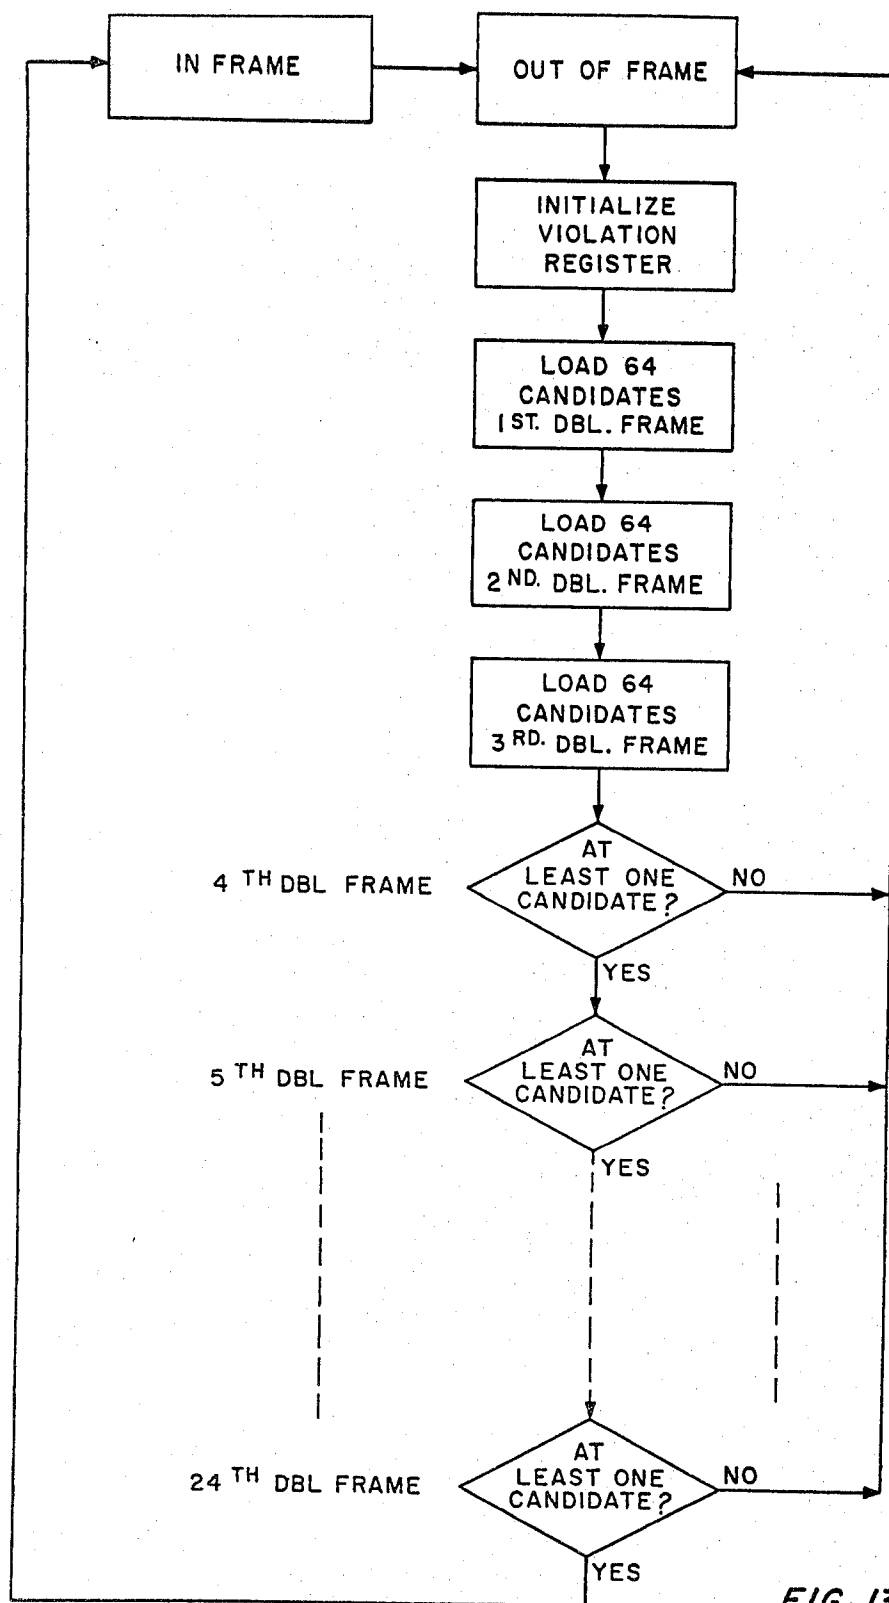 IN FRAME
OUT OF FRAME
INITIALIZE
VIOLATION
REGISTER
LOAD 64
CANDIDATES
1ST. DBL. FRAME
LOAD 64
CANDIDATES
2ND. DBL. FRAME
LOAD 64
CANDIDATES
3RD. DBL. FRAME
4TH DBL FRAME
AT
LEAST ONE
CANDIDATE?
NO
YES
5TH DBL FRAME
AT
LEAST ONE
CANDIDATE?
NO
YES
24TH DBL FRAME
AT
LEAST ONE
CANDIDATE?
NO
YES
FIG.